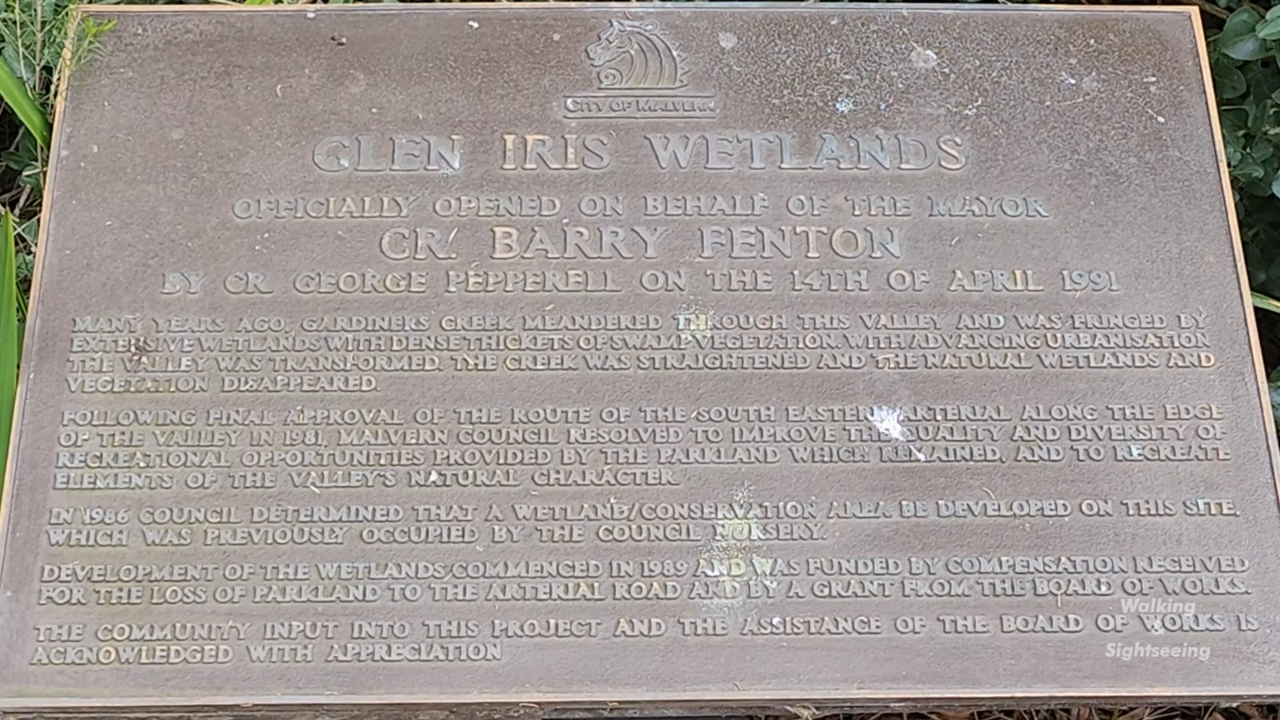 CITY OF MALVERN
GLEN IRIS WETLANDS
OFFICIALLY OPENED ON BEHALF OF THE MAYOR
CR. BARRY FENTON
BY CR. GEORGE PEPPERELL ON THE 14TH OF APRIL 1991
MANY YEARS AGO, GARDINERS CREEK MEANDERED THROUGH THIS VALLEY AND WAS FRINGED BY
EXTENSIVE WETLANDS WITH DENSE THICKETS OF SWAMP VEGETATION. WITH ADVANCING URBANISATION
THE VALLEY WAS TRANSFORMED. THE CREEK WAS STRAIGHTENED AND THE NATURAL WETLANDS AND
VEGETATION DISAPPEARED.
FOLLOWING FINAL APPROVAL OF THE ROUTE OF THE SOUTH EASTERN ARTERIAL ALONG THE EDGE
OF THE VALLEY IN 1981, MALVERN COUNCIL RESOLVED TO IMPROVE THE QUALITY AND DIVERSITY OF
RECREATIONAL OPPORTUNITIES PROVIDED BY THE PARKLAND WHICH REMAINED, AND TO RECREATE
ELEMENTS OF THE VALLEY'S NATURAL CHARACTER.
IN 1986 COUNCIL DETERMINED THAT A WETLAND/CONSERVATION AREA BE DEVELOPED ON THIS SITE,
WHICH WAS PREVIOUSLY OCCUPIED BY THE COUNCIL NURSERY.
DEVELOPMENT OF THE WETLANDS COMMENCED IN 1989 AND WAS FUNDED BY COMPENSATION RECEIVED
FOR THE LOSS OF PARKLAND TO THE ARTERIAL ROAD AND BY A GRANT FROM THE BOARD OF WORKS.
THE COMMUNITY INPUT INTO THIS PROJECT AND THE ASSISTANCE OF THE BOARD OF WORKS IS
ACKNOWLEDGED WITH APPRECIATION
Walking
Sightseeing